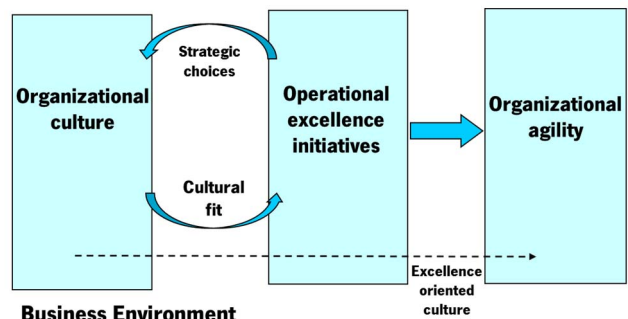 Organizational
culture
Strategic
choices
Cultural
fit
Operational
excellence
initiatives
Organizational
agility
Excellence
oriented
culture
Business Environment